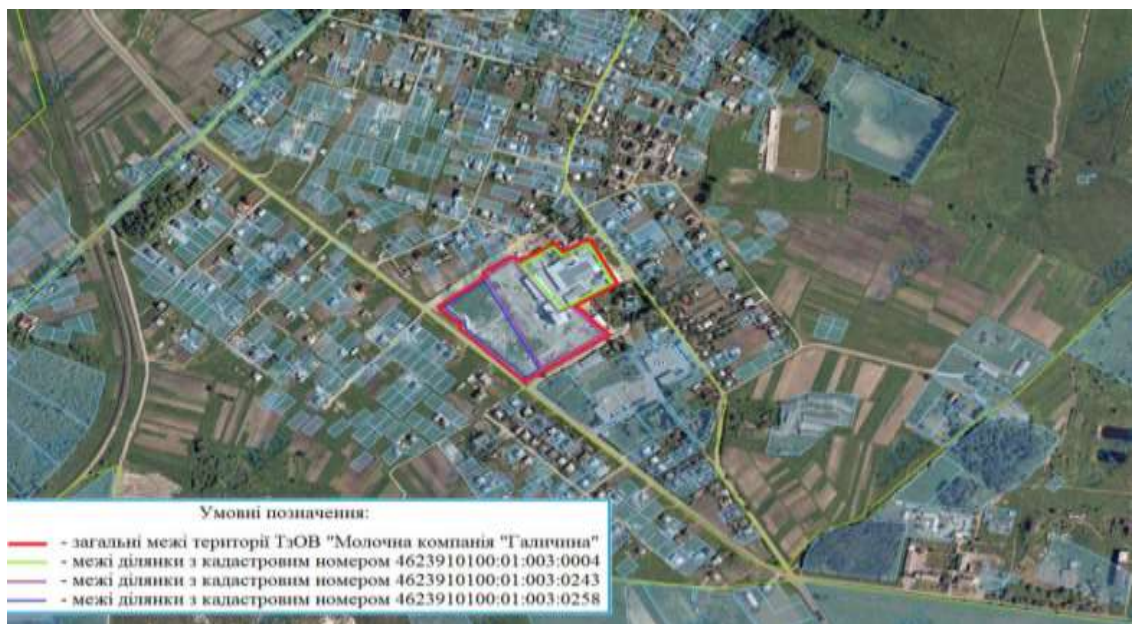 Умовні позначення:
- загальні межі території ТзОВ "Молочна компанія "Галичина"
- межі ділянки з кадастровим номером 4623910100:01:003:0004
- межі ділянки з кадастровим номером 4623910100:01:003:0243
- межі ділянки з кадастровим номером 4623910100:01:003:0258